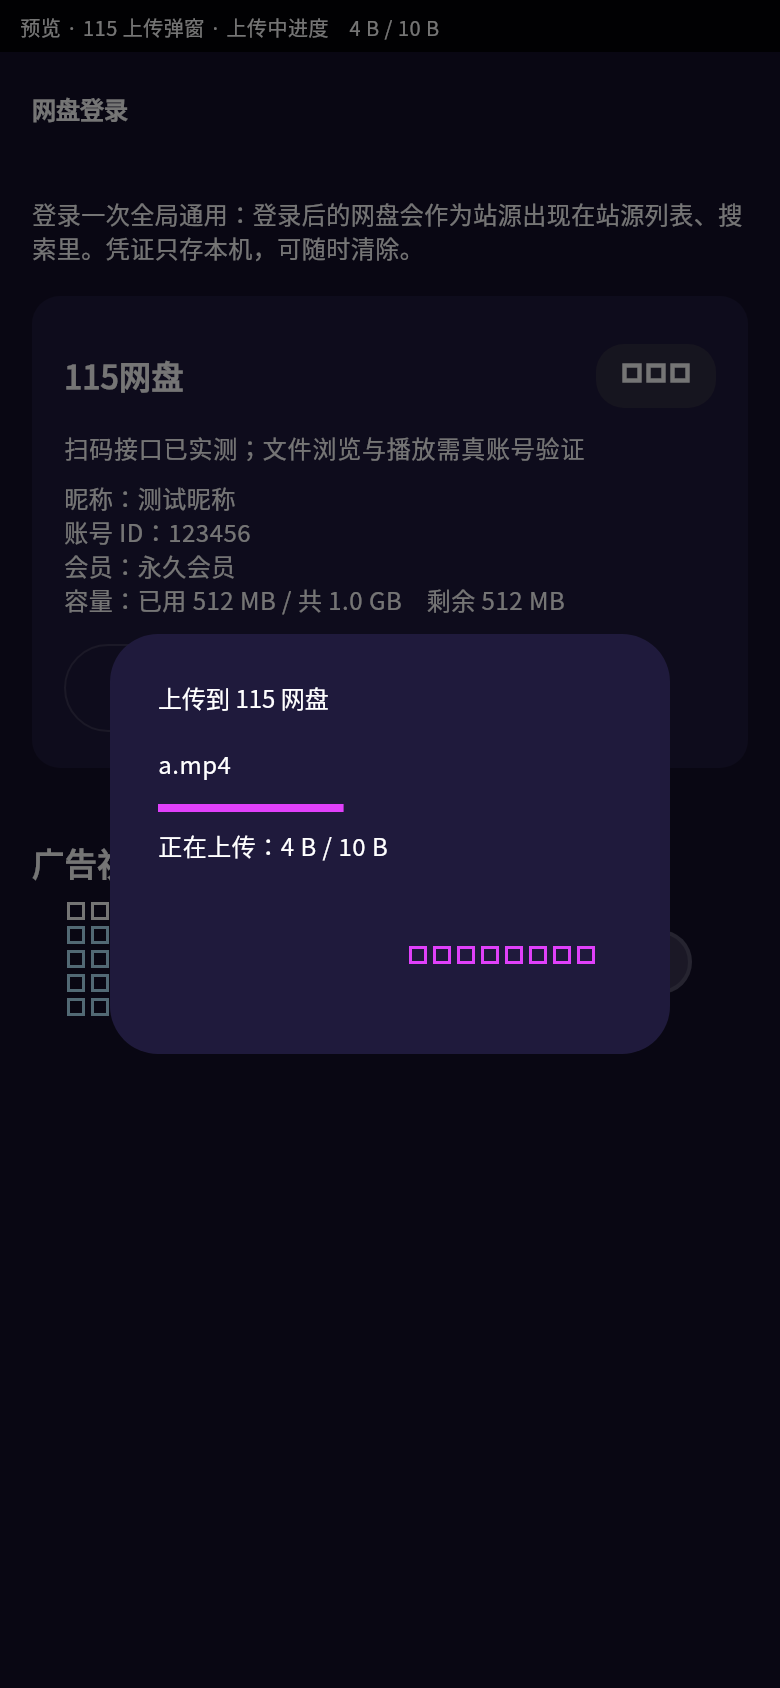 预览 · 115 上传弹窗 · 上传中进度 4 B / 10 B
网盘登录
登录一次全局通用：登录后的网盘会作为站源出现在站源列表、搜
索里。凭证只存本机，可随时清除。
115网盘
扫码接口已实测；文件浏览与播放需真账号验证
昵称：测试昵称
账号 ID：123456
会员：永久会员
容量：已用 512 MB / 共 1.0 GB 剩余 512 MB
上传到 115 网盘
a.mp4
正在上传：4 B / 10 B
广告